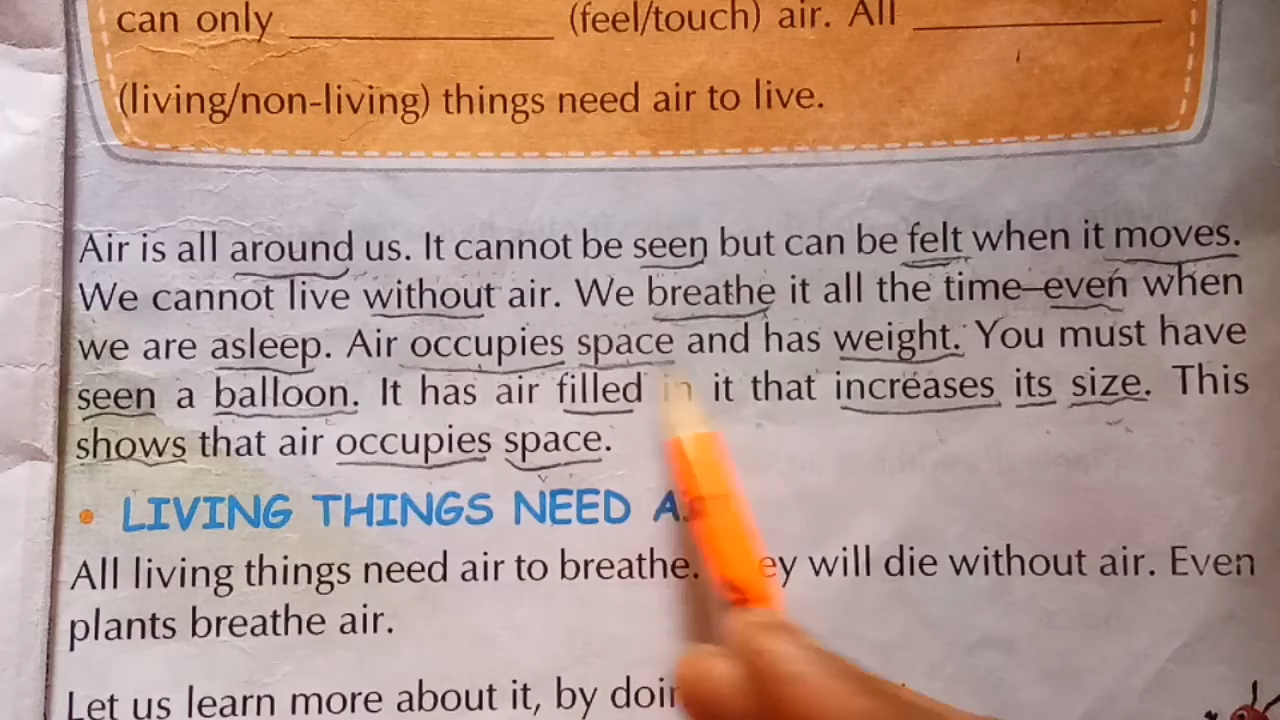 can only ____________ (feel/touch) air. All ____________
(living/non-living) things need air to live.
Air is all around us. It cannot be seen but can be felt when it moves.
We cannot live without air. We breathe it all the time—even when
we are asleep. Air occupies space and has weight. You must have
seen a balloon. It has air filled in it that increases its size. This
shows that air occupies space.
• LIVING THINGS NEED
All living things need air to breathe. will die without air. Even
plants breathe air.
Let us learn more about it, by